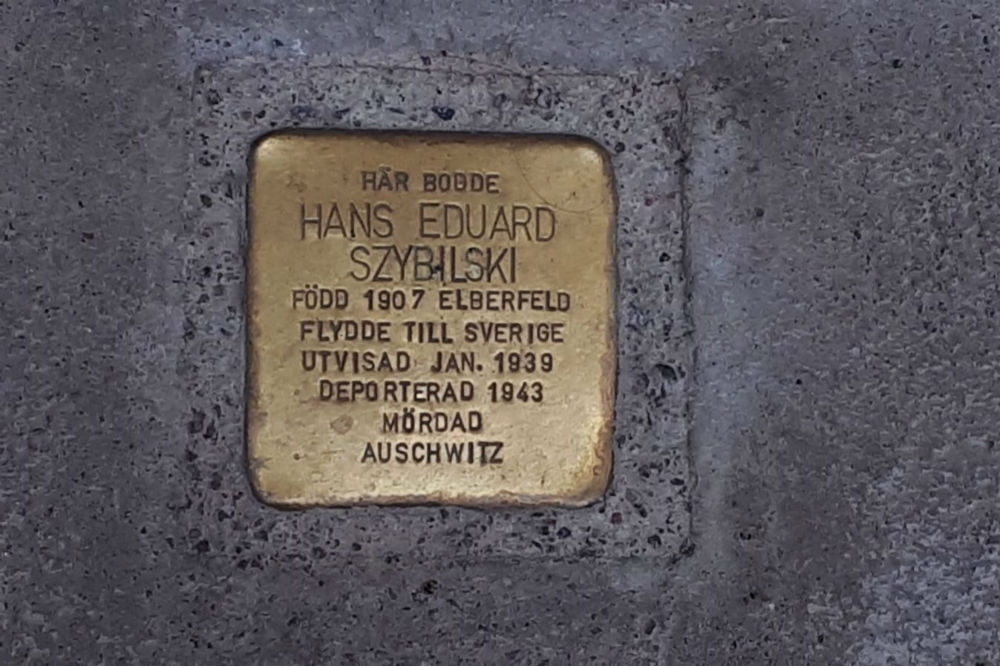 HÄR BODDE
HANS EDUARD
SZYBILSKI
FÖDD 1907 ELBERFELD
FLYDDE TILL SVERIGE
UTVISAD JAN. 1939
DEPORTERAD 1943
MÖRDAD
AUSCHWITZ